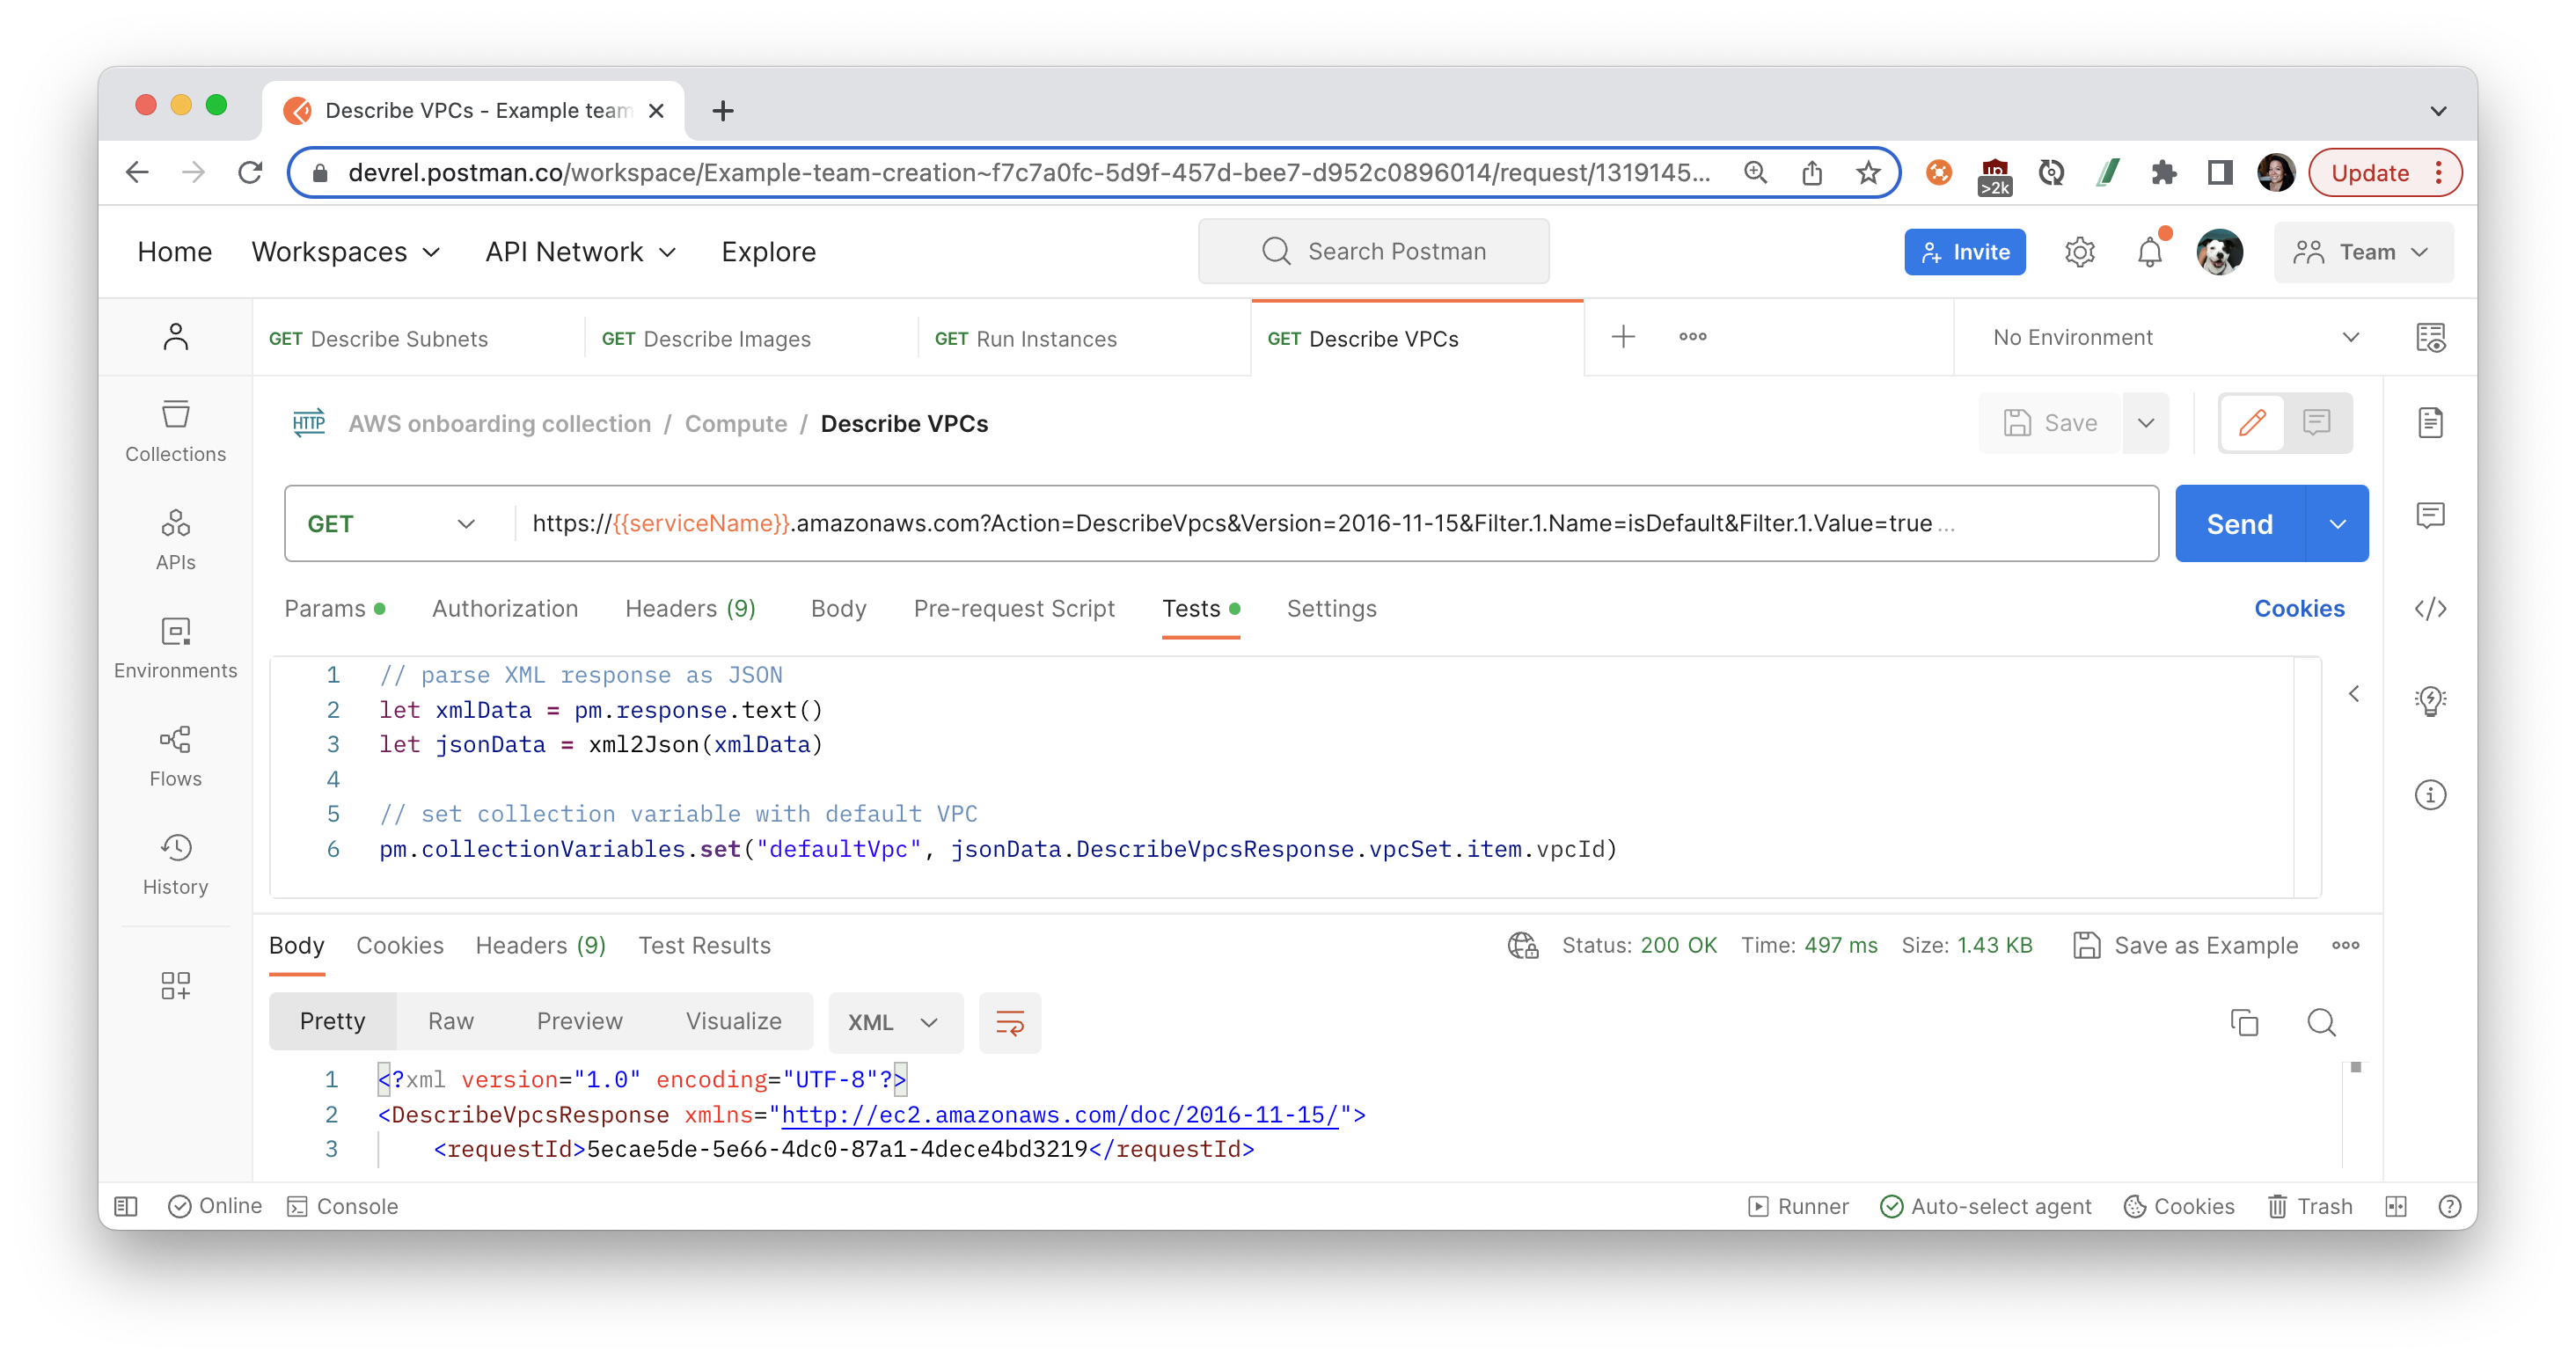 Describe VPCs - Example team
devrel.postman.co/workspace/Example-team-creation~f7c7a0fc-5d9f-457d-bee7-d952c0896014/request/1319145...
>2k
Update
Home
Workspaces
API Network
Explore
Search Postman
Invite
Team
GET Describe Subnets
GET Describe Images
GET Run Instances
GET Describe VPCs
No Environment
Collections
APIs
Environments
Flows
History
HTTP
AWS onboarding collection / Compute / Describe VPCs
Save
GET
https://{{serviceName}}.amazonaws.com?Action=DescribeVpcs&Version=2016-11-15&Filter.1.Name=isDefault&Filter.1.Value=true ...
Send
Params
Authorization
Headers (9)
Body
Pre-request Script
Tests
Settings
Cookies
1 // parse XML response as JSON
2 let xmlData = pm.response.text()
3 let jsonData = xml2Json(xmlData)
4
5 // set collection variable with default VPC
6 pm.collectionVariables.set("defaultVpc", jsonData.DescribeVpcsResponse.vpcSet.item.vpcId)
Body
Cookies
Headers (9)
Test Results
Status: 200 OK
Time: 497 ms
Size: 1.43 KB
Save as Example
Pretty
Raw
Preview
Visualize
XML
1 <?xml version="1.0" encoding="UTF-8"?>
2 <DescribeVpcsResponse xmlns="http://ec2.amazonaws.com/doc/2016-11-15/">
3 <requestId>5ecae5de-5e66-4dc0-87a1-4dece4bd3219</requestId>
Online
Console
Runner
Auto-select agent
Cookies
Trash